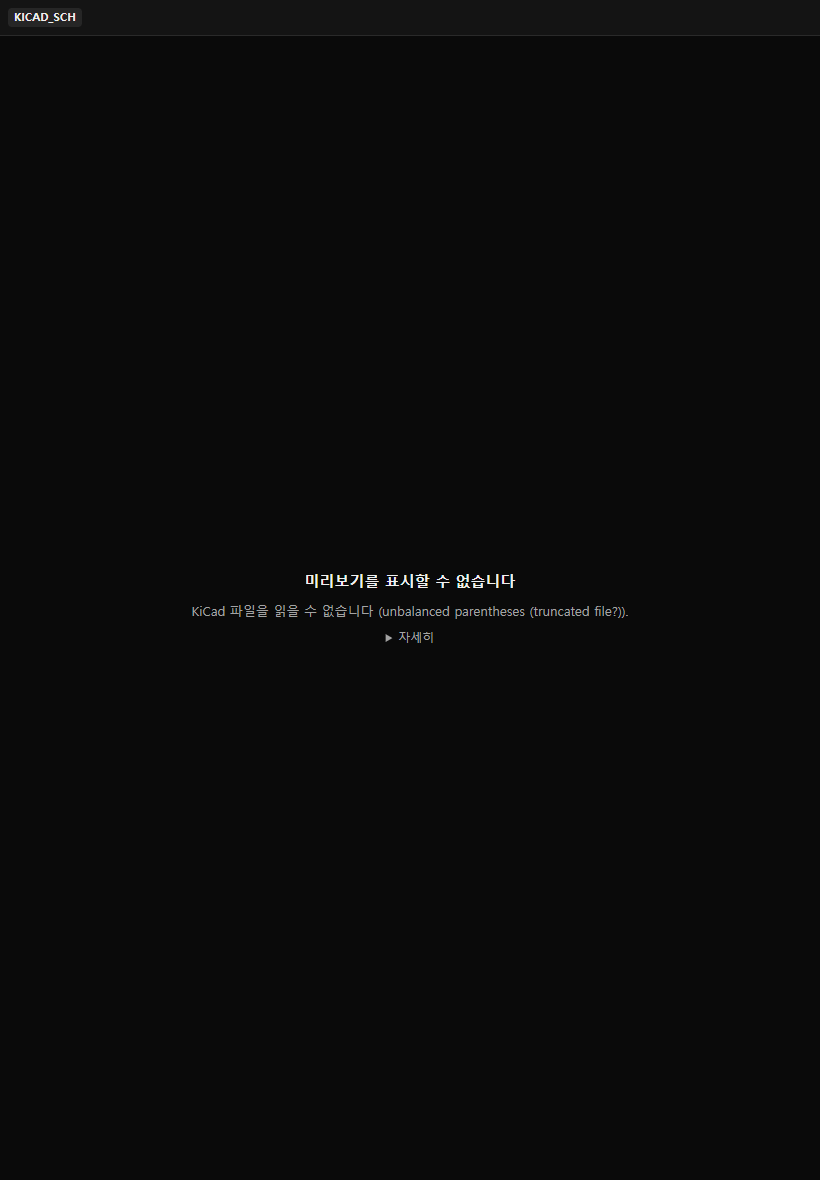 KICAD_SCH
미리보기를 표시할 수 없습니다
KiCad 파일을 읽을 수 없습니다 (unbalanced parentheses (truncated file?)).
▶ 자세히